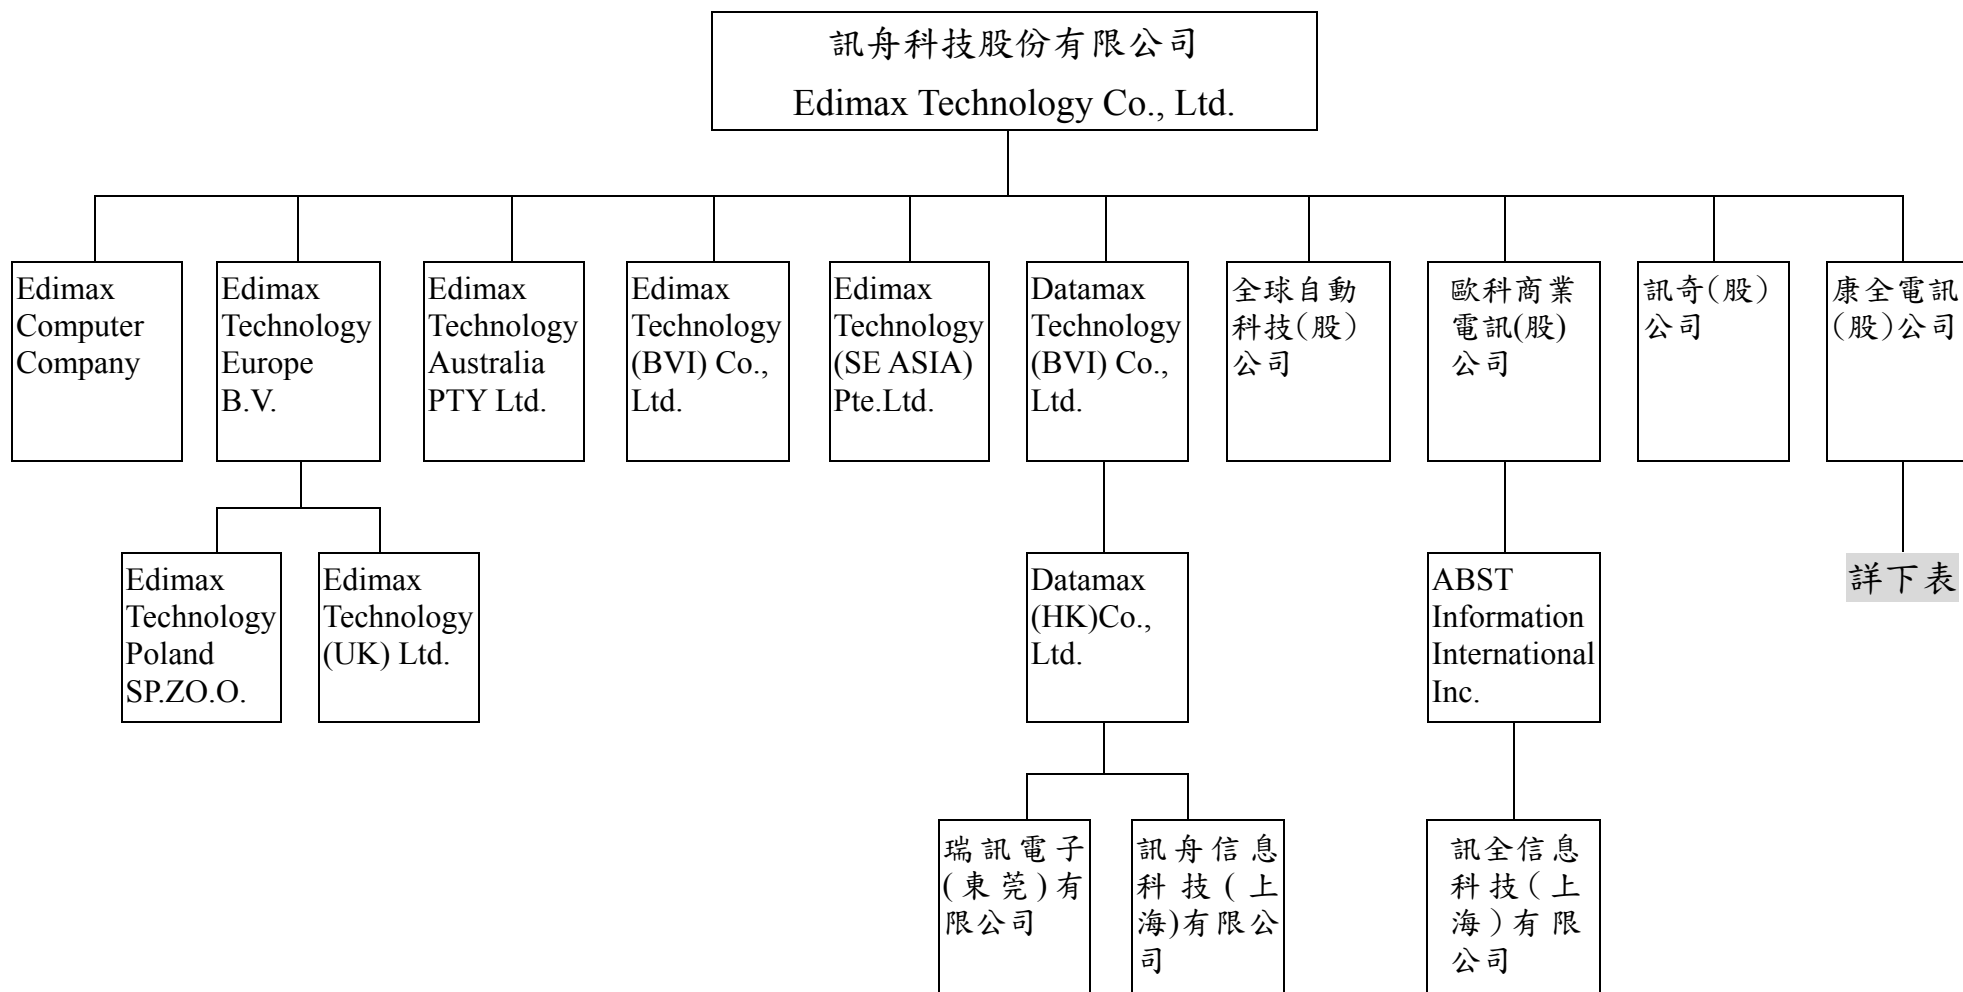 訊舟科技股份有限公司
Edimax Technology Co., Ltd.
Edimax
Computer
Company
Edimax
Technology
Europe
B.V.
Edimax
Technology
Australia
PTY Ltd.
Edimax
Technology
(BVI) Co.,
Ltd.
Edimax
Technology
(SE ASIA)
Pte.Ltd.
Datamax
Technology
(BVI) Co.,
Ltd.
全球自動
科技(股)
公司
歐科商業
電訊(股)
公司
訊奇(股)
公司
康全電訊
(股)公司
Edimax
Technology
Poland
SP.ZO.O.
Edimax
Technology
(UK) Ltd.
Datamax
(HK)Co.,
Ltd.
ABST
Information
International
Inc.
詳下表
瑞訊電子
(東莞)有
限公司
訊舟信息
科技(上
海)有限公
司
訊全信息
科技(上
海)有限
公司